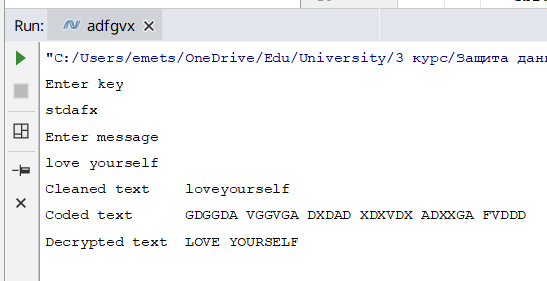 Run: adfgvx
"C:/Users/emets/OneDrive/Edu/University/3 курс/Защита
Enter key
stdafx
Enter message
love yourself
Cleaned text loveyourself
Coded text GDGGDA VGGVGA DXDAD XDXVDX ADXXGA FVDDD
Decrypted text LOVE YOURSELF